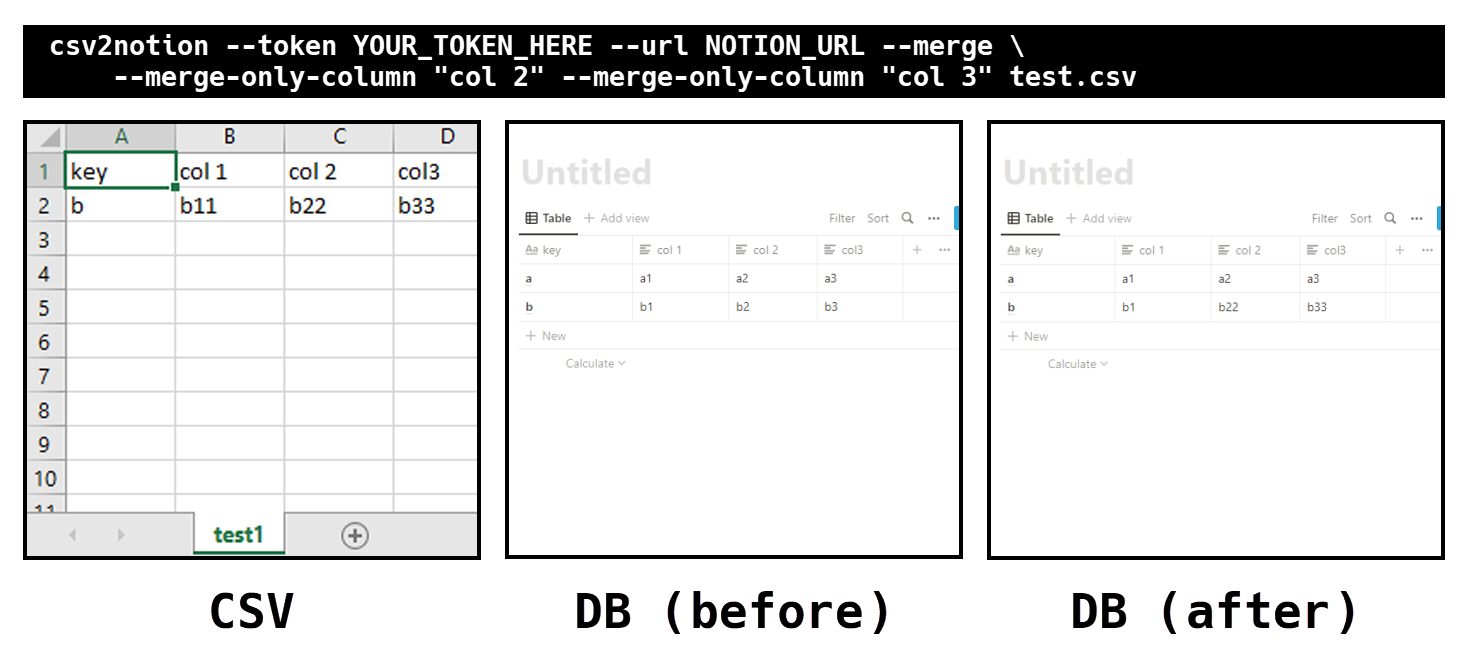 csv2notion --token YOUR_TOKEN_HERE --url NOTION_URL --merge \
--merge-only-column "col 2" --merge-only-column "col 3" test.csv
A B C D
1 key col 1 col 2 col3
2 b b11 b22 b33
3
4
5
6
7
8
9
10
11
test1
Untitled
Table + Add view Filter Sort
Aa key col 1 col 2 col3
a a1 a2 a3
b b1 b2 b3
+ New
Calculate
Untitled
Table + Add view Filter Sort
Aa key col 1 col 2 col3
a a1 a2 a3
b b1 b22 b33
+ New
Calculate
CSV DB (before) DB (after)